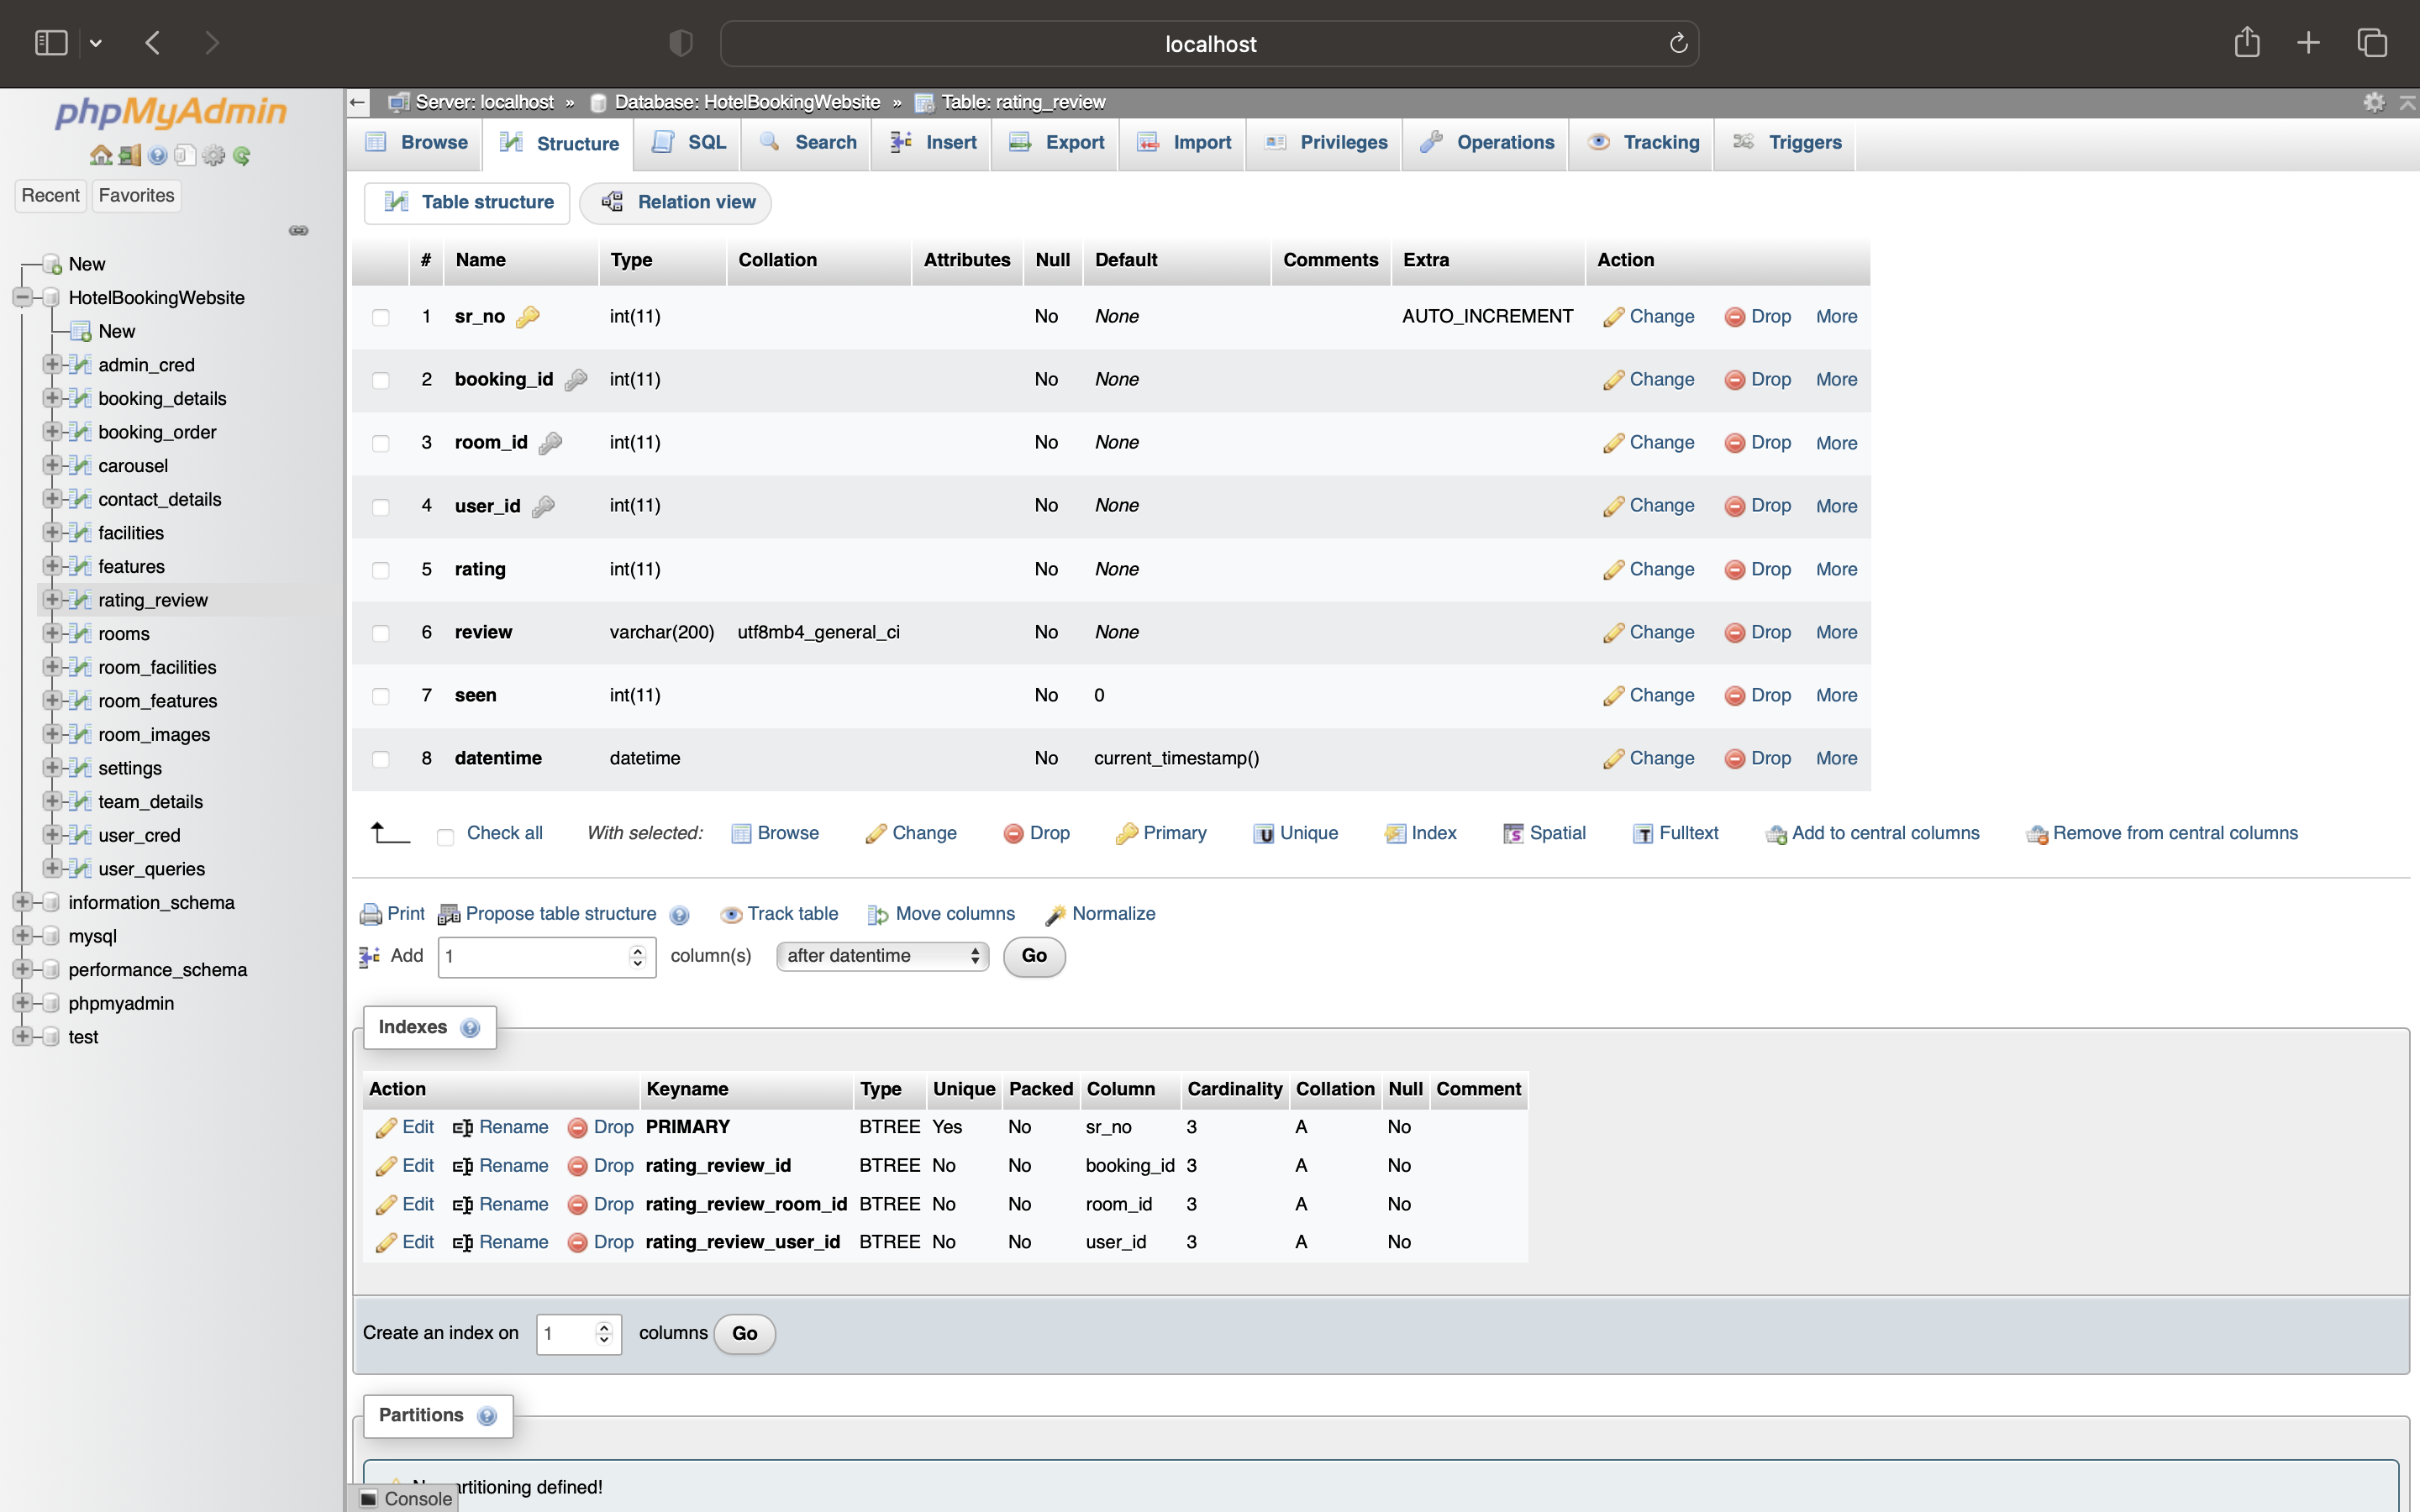 localhost
phpMyAdmin
Recent Favorites
New
HotelBookingWebsite
New
admin_cred
booking_details
booking_order
carousel
contact_details
facilities
features
rating_review
rooms
room_facilities
room_features
room_images
settings
team_details
user_cred
user_queries
information_schema
mysql
performance_schema
phpmyadmin
test
Server: localhost » Database: HotelBookingWebsite » Table: rating_review
Browse Structure SQL Search Insert Export Import Privileges Operations Tracking Triggers
Table structure Relation view
# Name Type Collation Attributes Null Default Comments Extra Action
1 sr_no int(11) No None AUTO_INCREMENT Change Drop More
2 booking_id int(11) No None Change Drop More
3 room_id int(11) No None Change Drop More
4 user_id int(11) No None Change Drop More
5 rating int(11) No None Change Drop More
6 review varchar(200) utf8mb4_general_ci No None Change Drop More
7 seen int(11) No 0 Change Drop More
8 datentime datetime No current_timestamp() Change Drop More
Check all With selected: Browse Change Drop Primary Unique Index Spatial Fulltext Add to central columns Remove from central columns
Print Propose table structure Track table Move columns Normalize
Add 1 column(s) after datentime Go
Indexes
Action Keyname Type Unique Packed Column Cardinality Collation Null Comment
Edit Rename Drop PRIMARY BTREE Yes No sr_no 3 A No
Edit Rename Drop rating_review_id BTREE No No booking_id 3 A No
Edit Rename Drop rating_review_room_id BTREE No No room_id 3 A No
Edit Rename Drop rating_review_user_id BTREE No No user_id 3 A No
Create an index on 1 columns Go
Partitions
artitioning defined!
Console